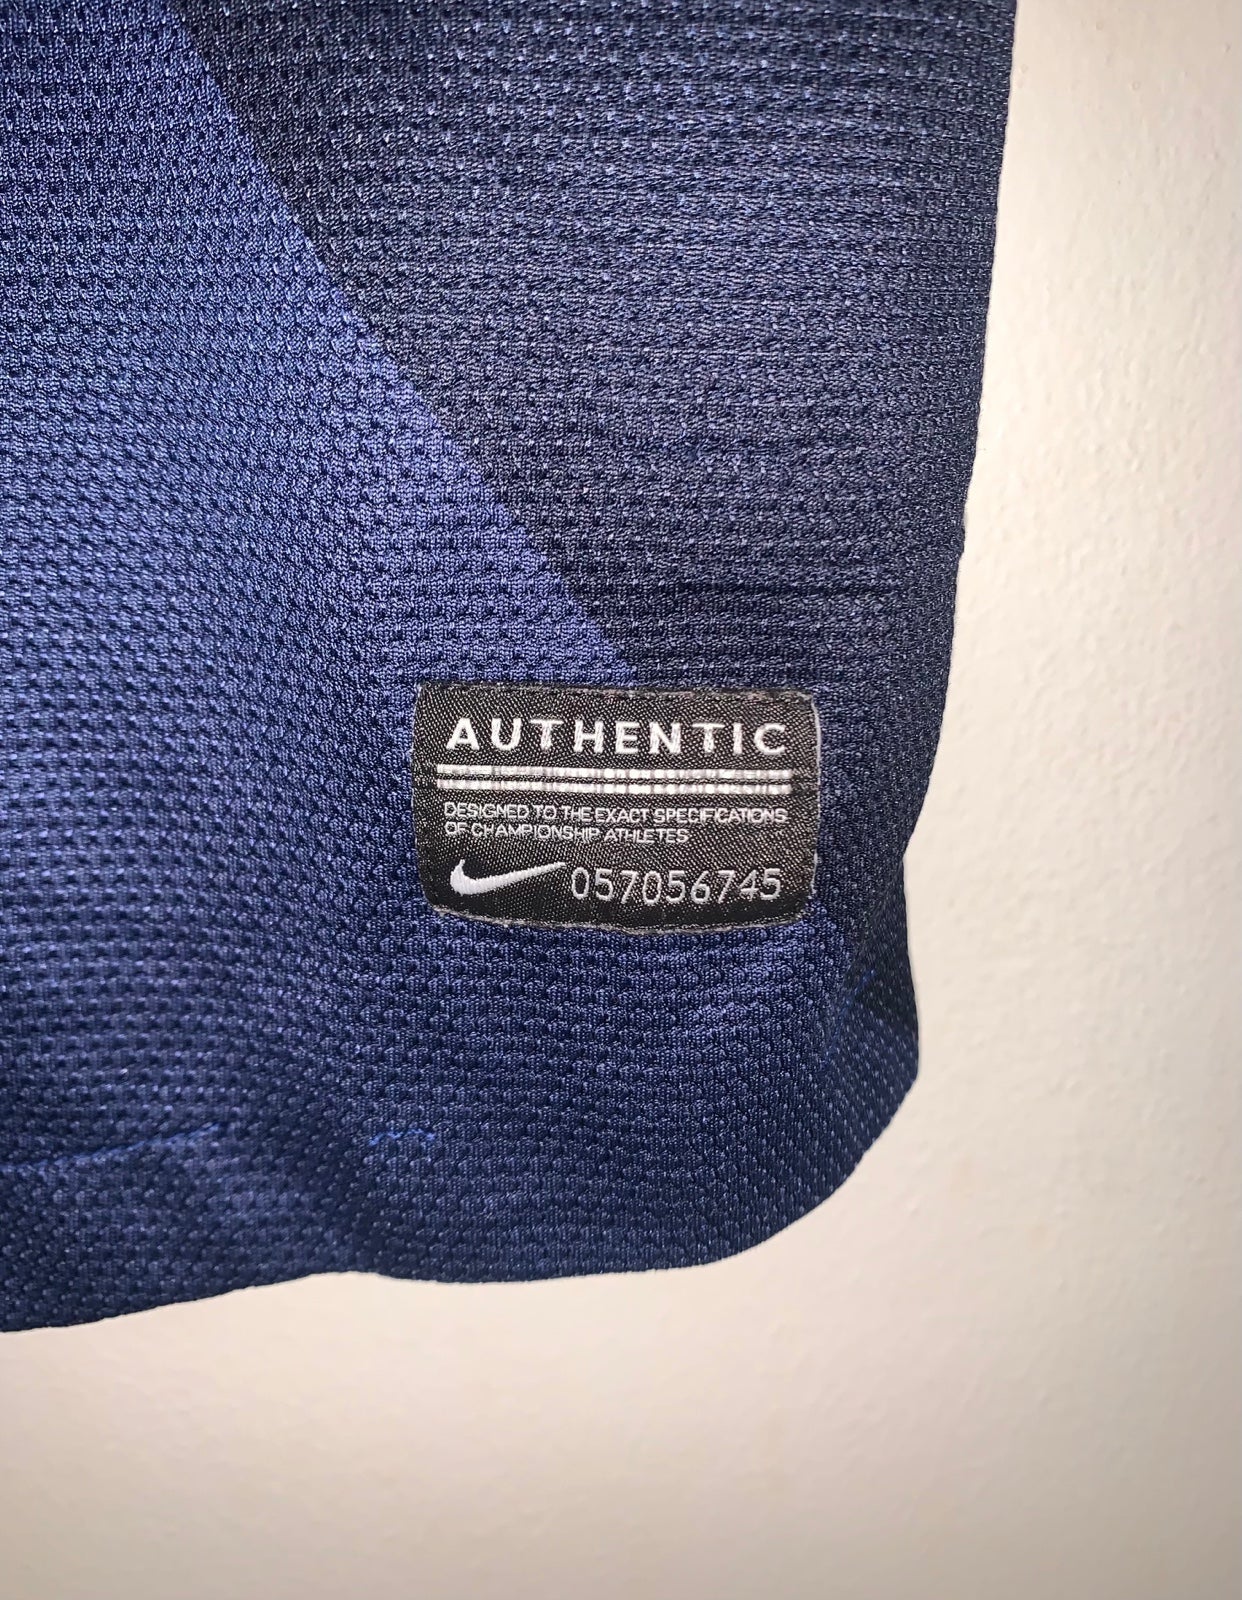 AUTHENTIC
DESIGNED TO THE EXACT SPECIFICATIONS
OF CHAMPIONSHIP ATHLETES
057056745